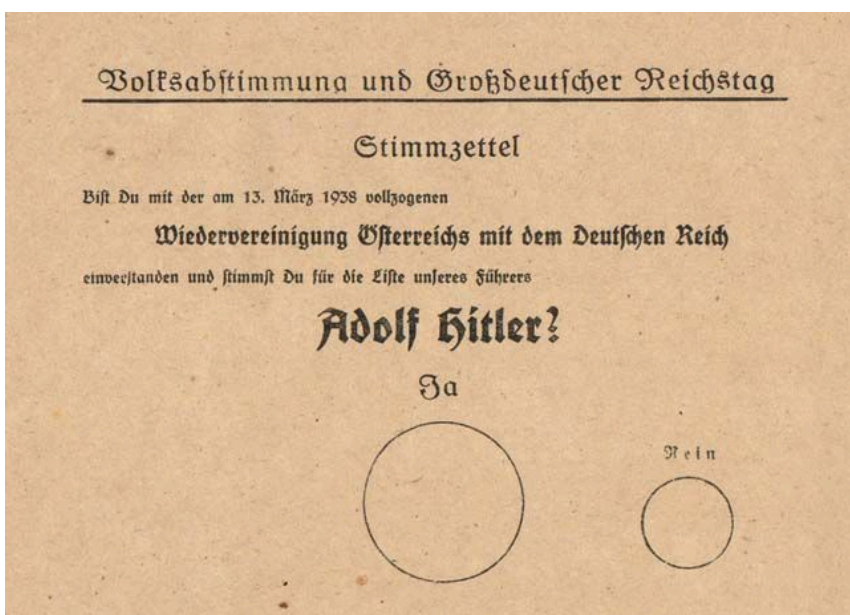 Volksabstimmung und Großdeutscher Reichstag
Stimmzettel
Bist Du mit der am 13. März 1938 vollzogenen
Wiedervereinigung Österreichs mit dem Deutschen Reich
einverstanden und stimmst Du für die Liste unseres Führers
Adolf Hitler?
Ja
Nein